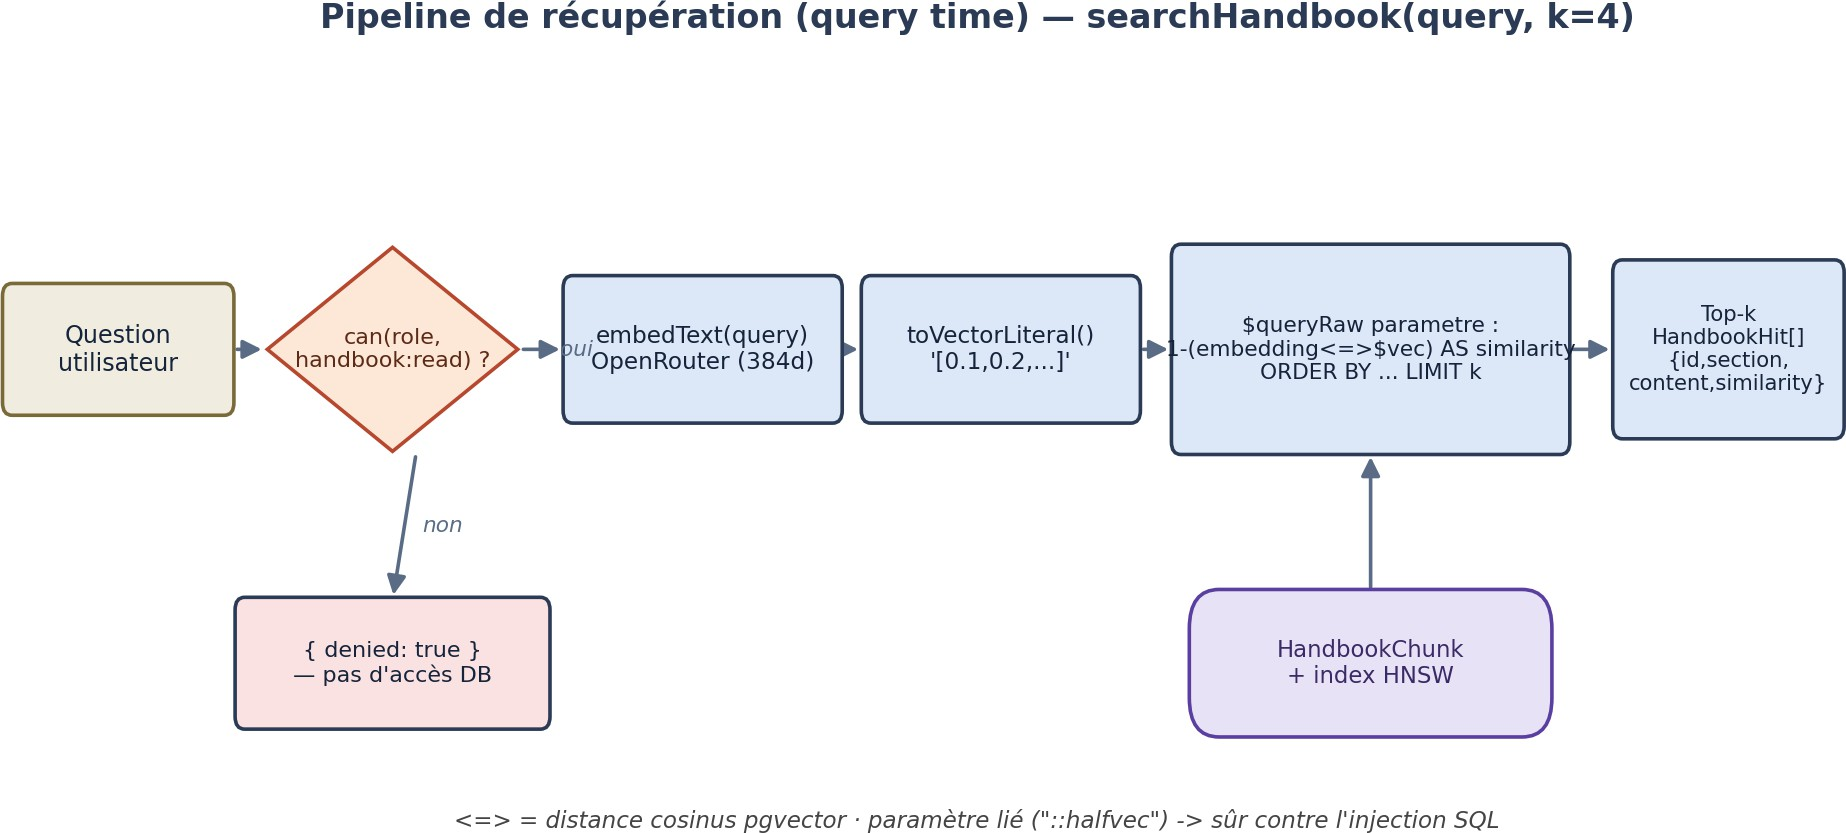 Pipeline de récupération (query time) — searchHandbook(query, k=4)
Question
utilisateur
can(role,
handbook:read) ?
oui
embedText(query)
OpenRouter (384d)
toVectorLiteral()
'[0.1,0.2,...]'
$queryRaw parametre :
1-(embedding<=>$vec) AS similarity
ORDER BY ... LIMIT k
Top-k
HandbookHit[]
{id,section,
content,similarity}
non
{ denied: true }
— pas d'accès DB
HandbookChunk
+ index HNSW
<=> = distance cosinus pgvector · paramètre lié ("::halfvec") -> sûr contre l'injection SQL